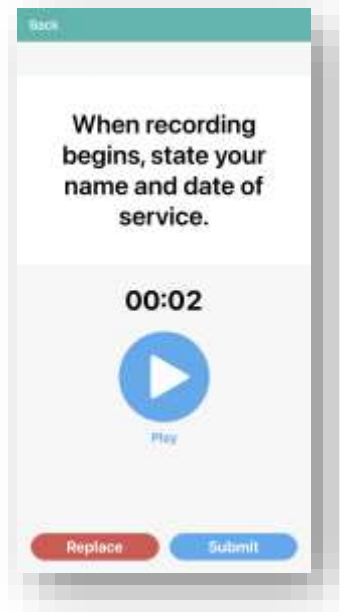 Back
When recording
begins, state your
name and date of
service.
00:02
Play
Replace
Submit